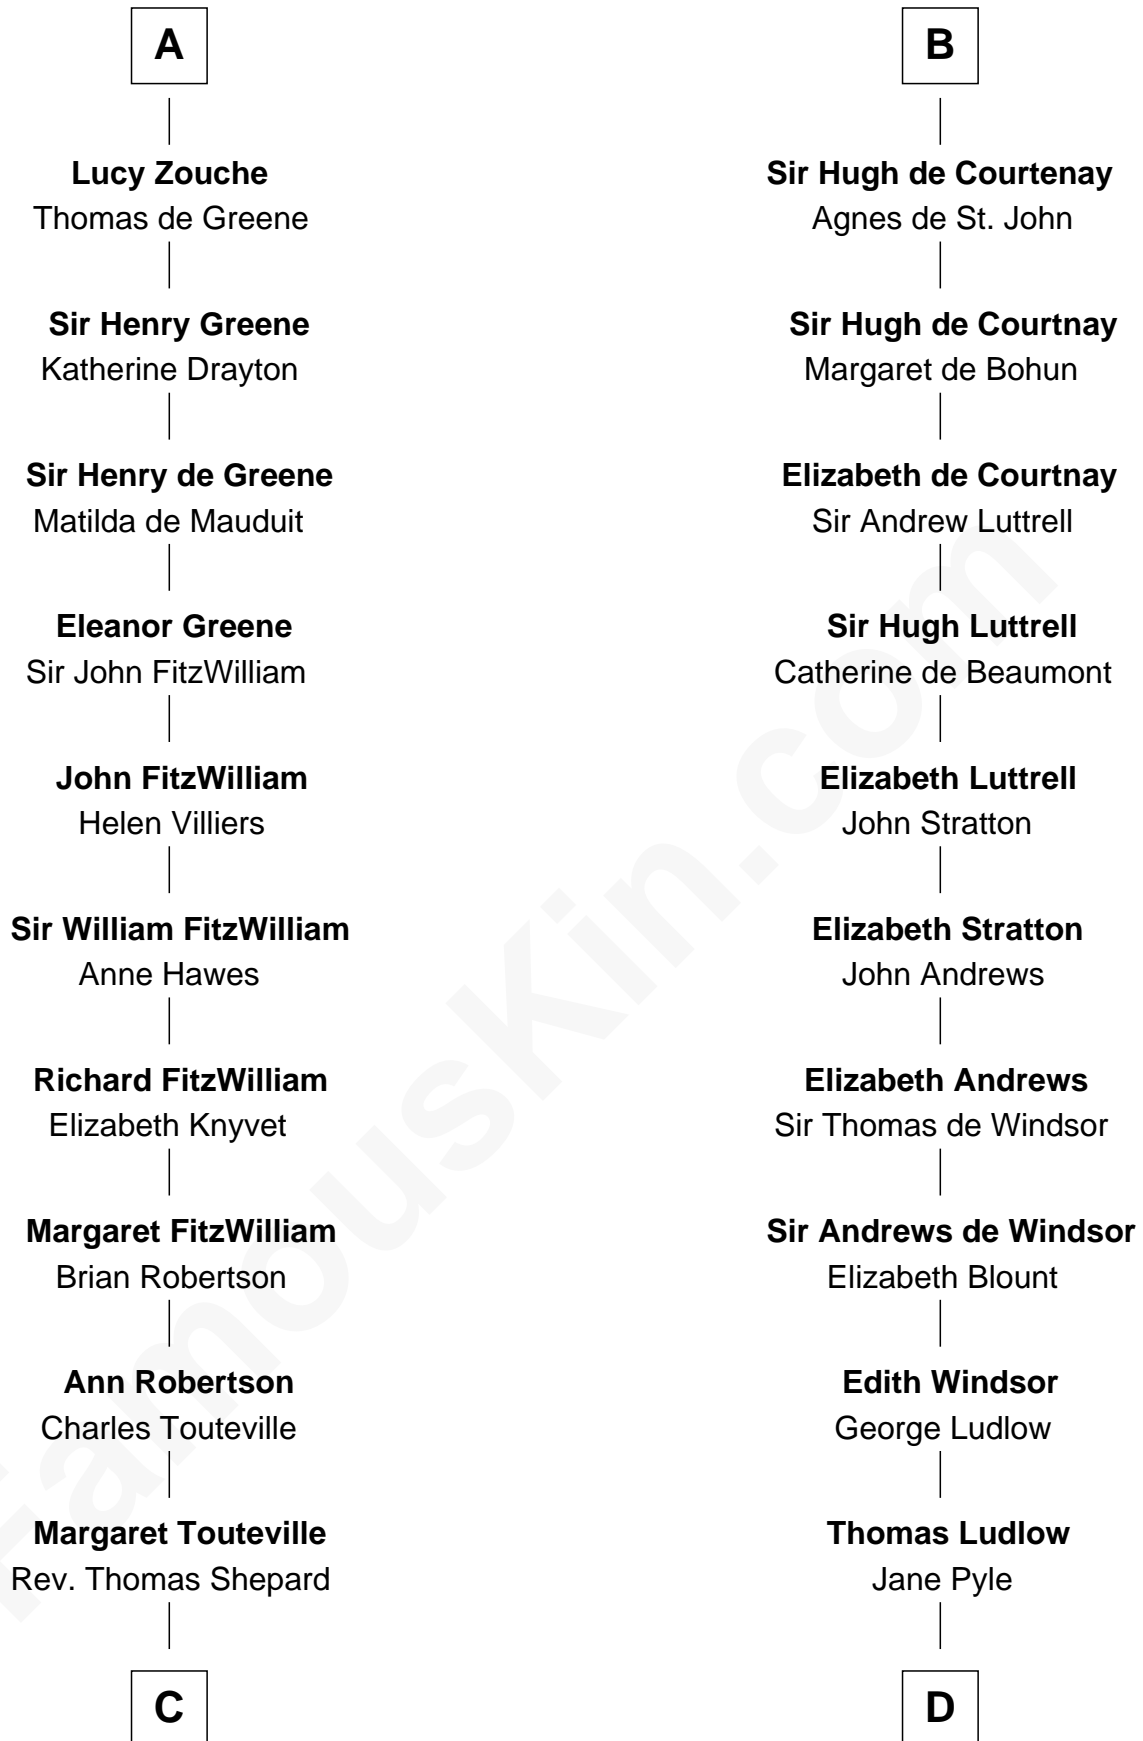 A
Lucy Zouche
Thomas de Greene
Sir Henry Greene
Katherine Drayton
Sir Henry de Greene
Matilda de Mauduit
Eleanor Greene
Sir John FitzWilliam
John FitzWilliam
Helen Villiers
Sir William FitzWilliam
Anne Hawes
Richard FitzWilliam
Elizabeth Knyvet
Margaret FitzWilliam
Brian Robertson
Ann Robertson
Charles Touteville
Margaret Touteville
Rev. Thomas Shepard
C
B
Sir Hugh de Courtenay
Agnes de St. John
Sir Hugh de Courtnay
Margaret de Bohun
Elizabeth de Courtnay
Sir Andrew Luttrell
Sir Hugh Luttrell
Catherine de Beaumont
Elizabeth Luttrell
John Stratton
Elizabeth Stratton
John Andrews
Elizabeth Andrews
Sir Thomas de Windsor
Sir Andrews de Windsor
Elizabeth Blount
Edith Windsor
George Ludlow
Thomas Ludlow
Jane Pyle
D
FamousKin.com